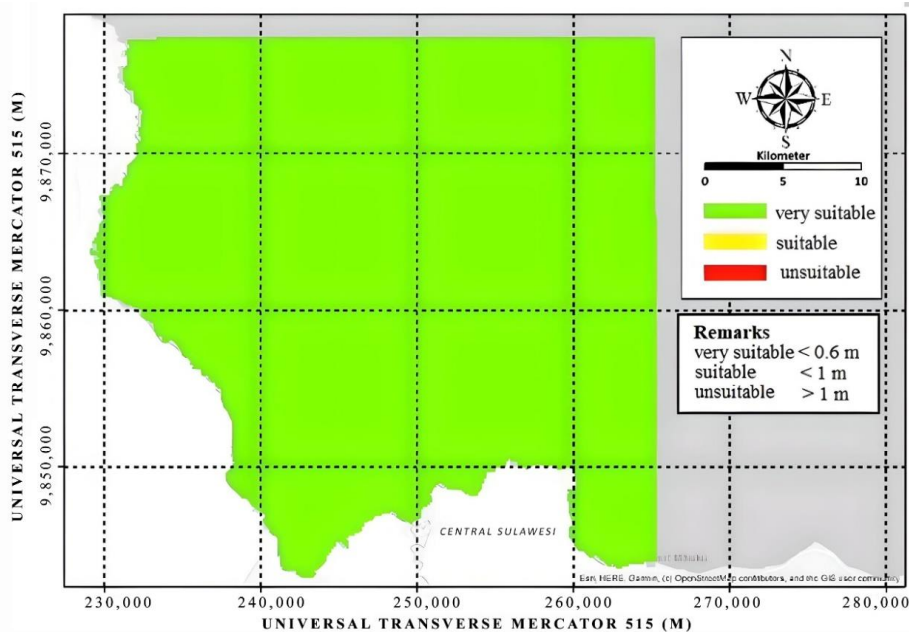 UNIVERSAL TRANSVERSE MERCATOR 515 (M)
9,870,000
9,860,000
9,850,000
N
W E
S
Kilometer
0 5 10
very suitable
suitable
unsuitable
Remarks
very suitable < 0.6 m
suitable < 1 m
unsuitable > 1 m
CENTRAL SULAWESI
Esri, HERE, Garmin, (c) OpenStreetMap contributors, and the GIS user community
230,000 240,000 250,000 260,000 270,000 280,000
UNIVERSAL TRANSVERSE MERCATOR 515 (M)